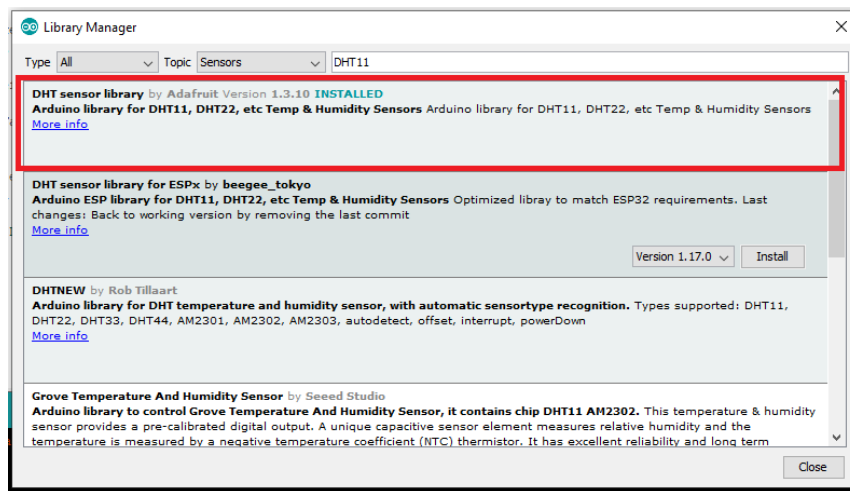 Library Manager
Type All Topic Sensors DHT11
DHT sensor library by Adafruit Version 1.3.10 INSTALLED
Arduino library for DHT11, DHT22, etc Temp & Humidity Sensors Arduino library for DHT11, DHT22, etc Temp & Humidity Sensors
More info
DHT sensor library for ESPx by beegee_tokyo
Arduino ESP library for DHT11, DHT22, etc Temp & Humidity Sensors Optimized libray to match ESP32 requirements. Last
changes: Back to working version by removing the last commit
More info
Version 1.17.0 Install
DHTNEW by Rob Tillaart
Arduino library for DHT temperature and humidity sensor, with automatic sensortype recognition. Types supported: DHT11,
DHT22, DHT33, DHT44, AM2301, AM2302, AM2303, autodetect, offset, interrupt, powerDown
More info
Grove Temperature And Humidity Sensor by Seeed Studio
Arduino library to control Grove Temperature And Humidity Sensor, it contains chip DHT11 AM2302. This temperature & humidity
sensor provides a pre-calibrated digital output. A unique capacitive sensor element measures relative humidity and the
temperature is measured by a negative temperature coefficient (NTC) thermistor. It has excellent reliability and long term
Close